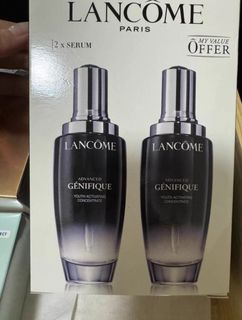 LANCÔME
PARIS
2 x SERUM
MY VALUE
OFFER
LANCÔME
ADVANCED
GÉNIFIQUE
YOUTH ACTIVATING
CONCENTRATE
LANCÔME
ADVANCED
GÉNIFIQUE
YOUTH ACTIVATING
CONCENTRATE